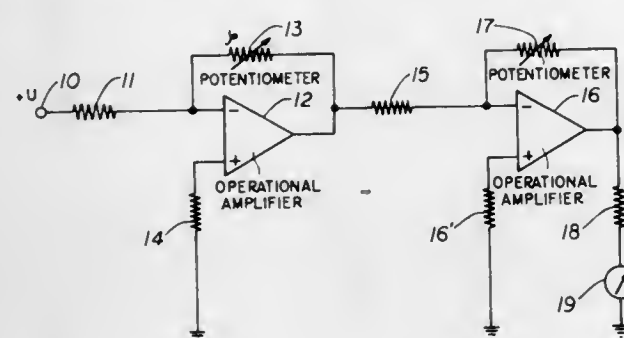 +U
10
11
13
POTENTIOMETER
12
−
+
OPERATIONAL
AMPLIFIER
14
15
17
POTENTIOMETER
16
−
+
OPERATIONAL
AMPLIFIER
16'
18
19